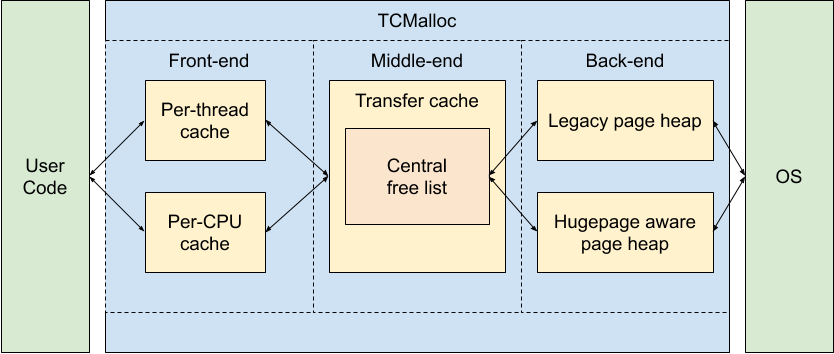 TCMalloc
Front-end
Middle-end
Back-end
User
Code
Per-thread
cache
Per-CPU
cache
Transfer cache
Central
free list
Legacy page heap
Hugepage aware
page heap
OS